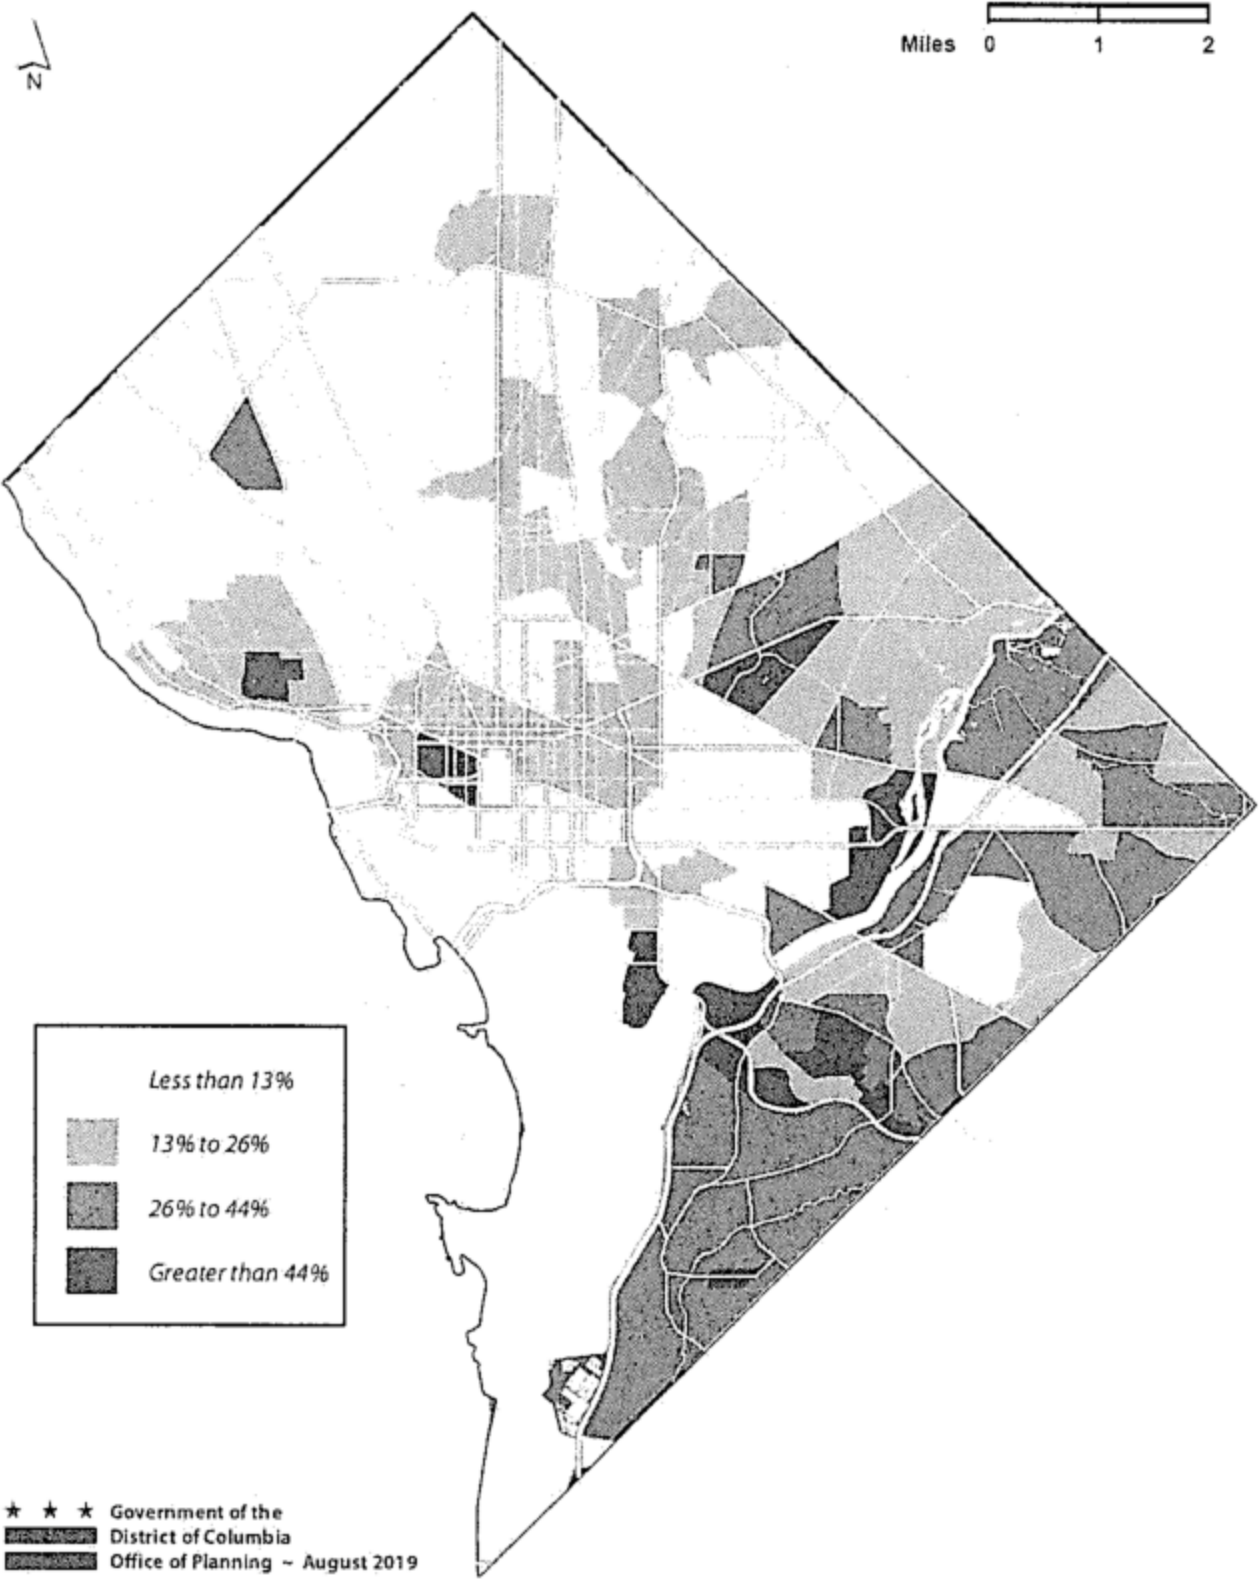 Miles 0 1 2
N
Less than 13%
13% to 26%
26% to 44%
Greater than 44%
Government of the
District of Columbia
Office of Planning ~ August 2019